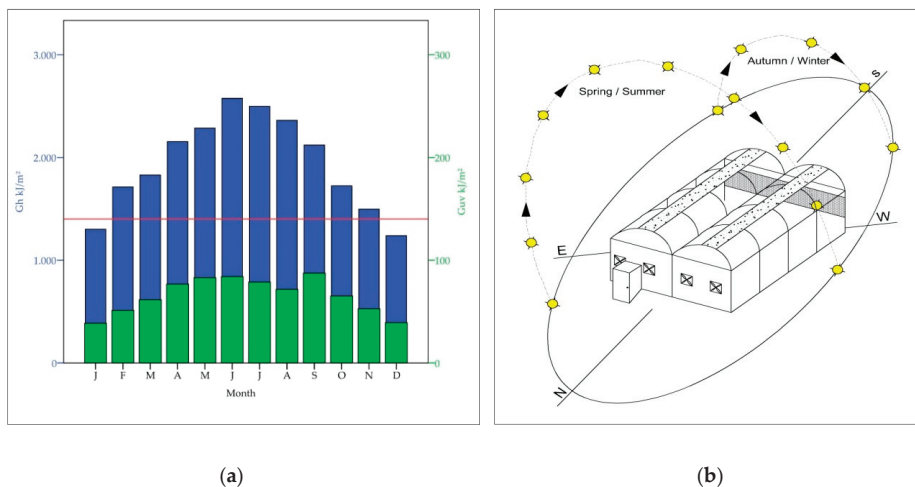 3.000
2.000
1.000
0
Gh kJ/m²
300
200
100
0
Guv kJ/m²
J F M A M J J A S O N D
Month
Spring / Summer
Autumn / Winter
S
E
W
N
(a)
(b)